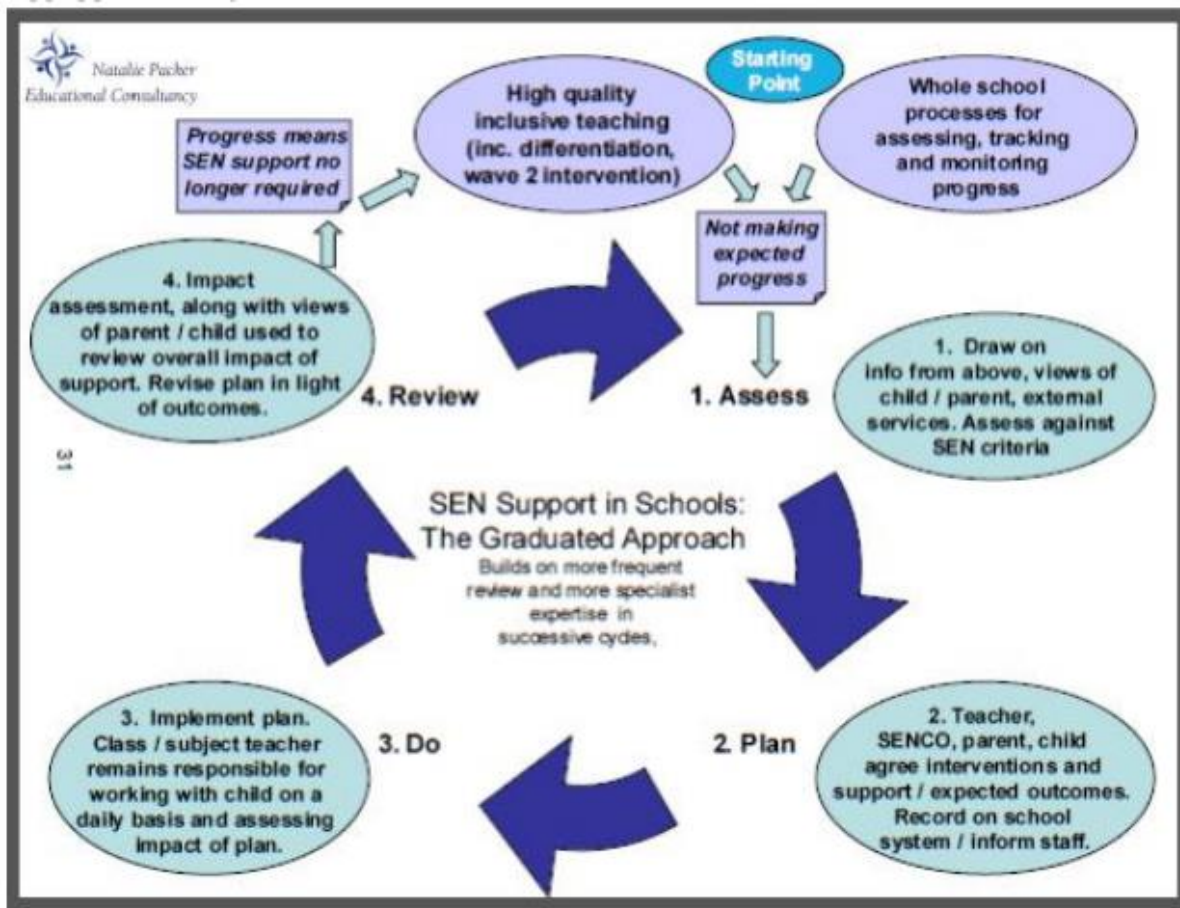 Natalie Packer
Educational Consultancy
Starting
Point
High quality
inclusive teaching
(inc. differentiation,
wave 2 intervention)
Whole school
processes for
assessing, tracking
and monitoring
progress
Progress means
SEN support no
longer required
Not making
expected
progress
4. Impact
assessment, along with views
of parent / child used to
review overall impact of
support. Revise plan in light
of outcomes.
4. Review
1. Assess
1. Draw on
info from above, views of
child / parent, external
services. Assess against
SEN criteria
31
SEN Support in Schools:
The Graduated Approach
Builds on more frequent
review and more specialist
expertise in
successive cycles,
3. Implement plan.
Class / subject teacher
remains responsible for
working with child on a
daily basis and assessing
impact of plan.
3. Do
2. Plan
2. Teacher,
SENCO, parent, child
agree interventions and
support / expected outcomes.
Record on school
system / inform staff.